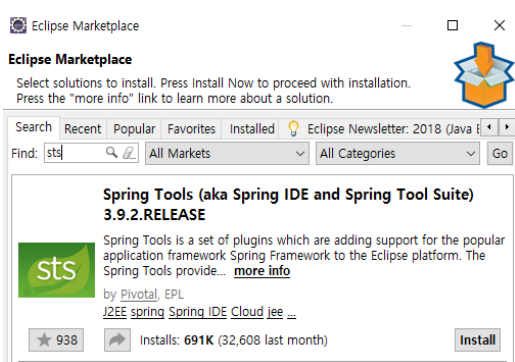 Eclipse Marketplace
Eclipse Marketplace
Select solutions to install. Press Install Now to proceed with installation.
Press the "more info" link to learn more about a solution.
Search Recent Popular Favorites Installed Eclipse Newsletter: 2018 (Java E
Find: sts All Markets All Categories Go
Spring Tools (aka Spring IDE and Spring Tool Suite)
3.9.2.RELEASE
Spring Tools is a set of plugins which are adding support for the popular
application framework Spring Framework to the Eclipse platform. The
Spring Tools provide... more info
sts
by Pivotal, EPL
J2EE spring Spring IDE Cloud jee ...
938 Installs: 691K (32,608 last month) Install